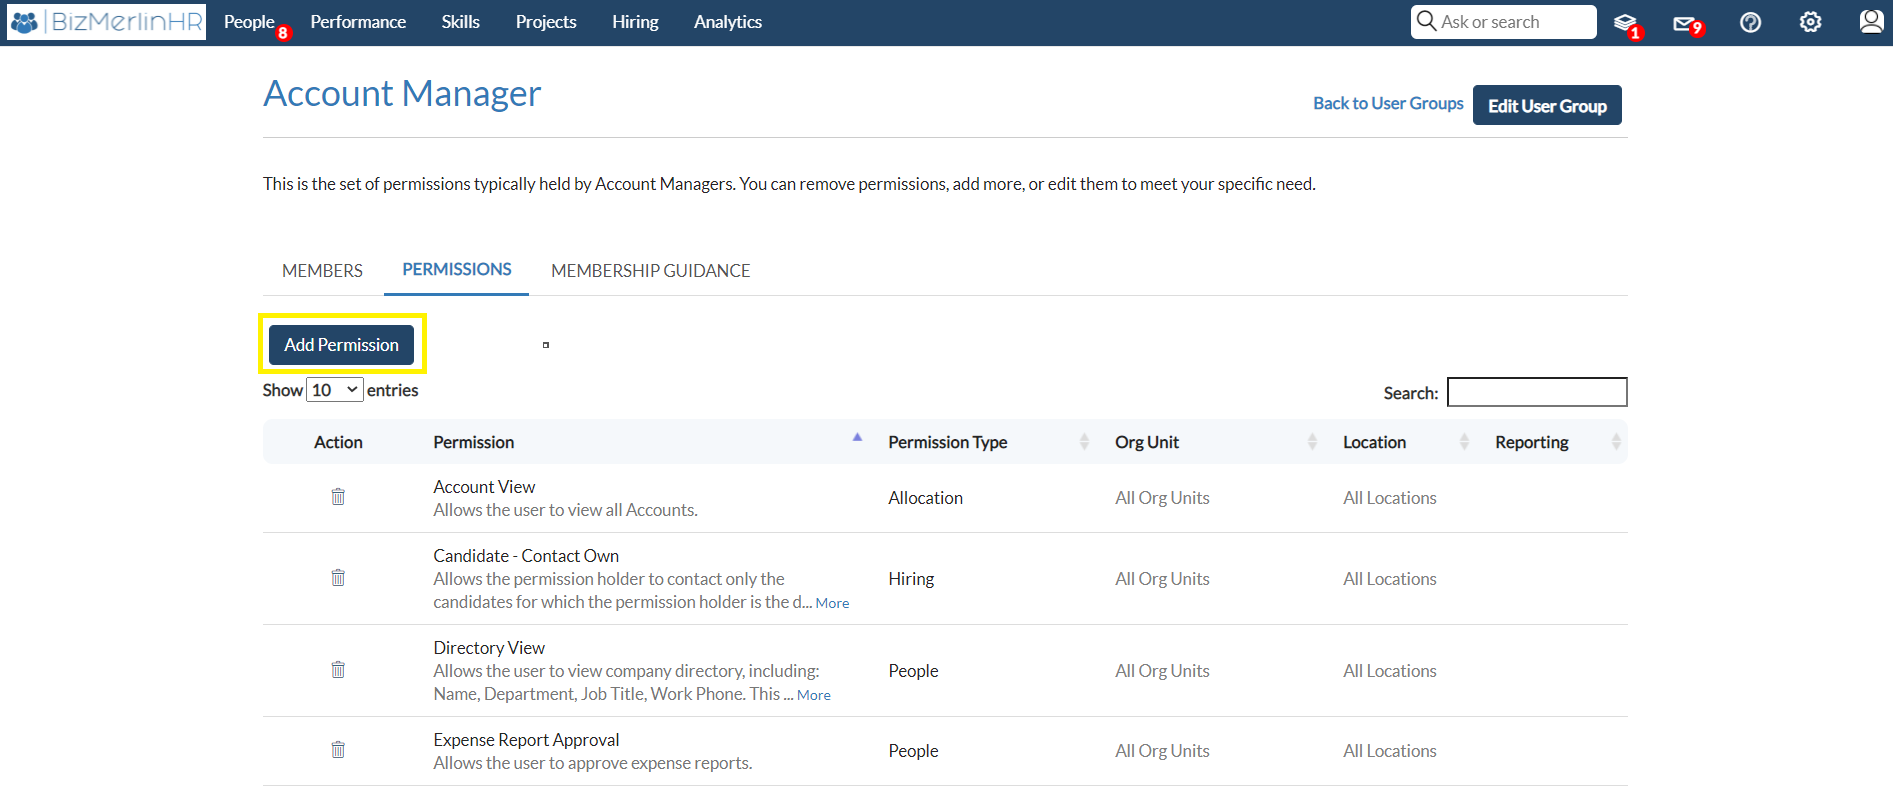 BizMerlinHR People 8 Performance Skills Projects Hiring Analytics Ask or search 1 9
Account Manager
Back to User Groups Edit User Group
This is the set of permissions typically held by Account Managers. You can remove permissions, add more, or edit them to meet your specific need.
MEMBERS PERMISSIONS MEMBERSHIP GUIDANCE
Add Permission
Show 10 entries Search:
Action Permission Permission Type Org Unit Location Reporting
Account View
Allows the user to view all Accounts.
Allocation All Org Units All Locations
Candidate - Contact Own
Allows the permission holder to contact only the
candidates for which the permission holder is the d... More
Hiring All Org Units All Locations
Directory View
Allows the user to view company directory, including:
Name, Department, Job Title, Work Phone. This ... More
People All Org Units All Locations
Expense Report Approval
Allows the user to approve expense reports.
People All Org Units All Locations